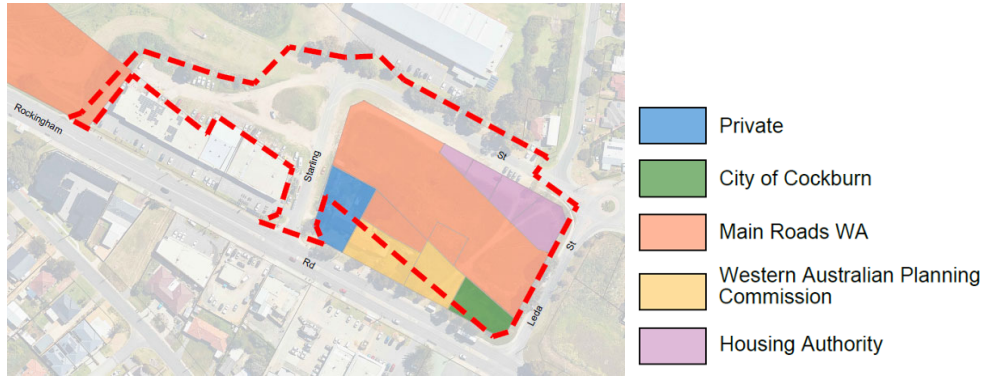 Rockingham
Starling
St
Rd
St
Leda
Private
City of Cockburn
Main Roads WA
Western Australian Planning
Commission
Housing Authority